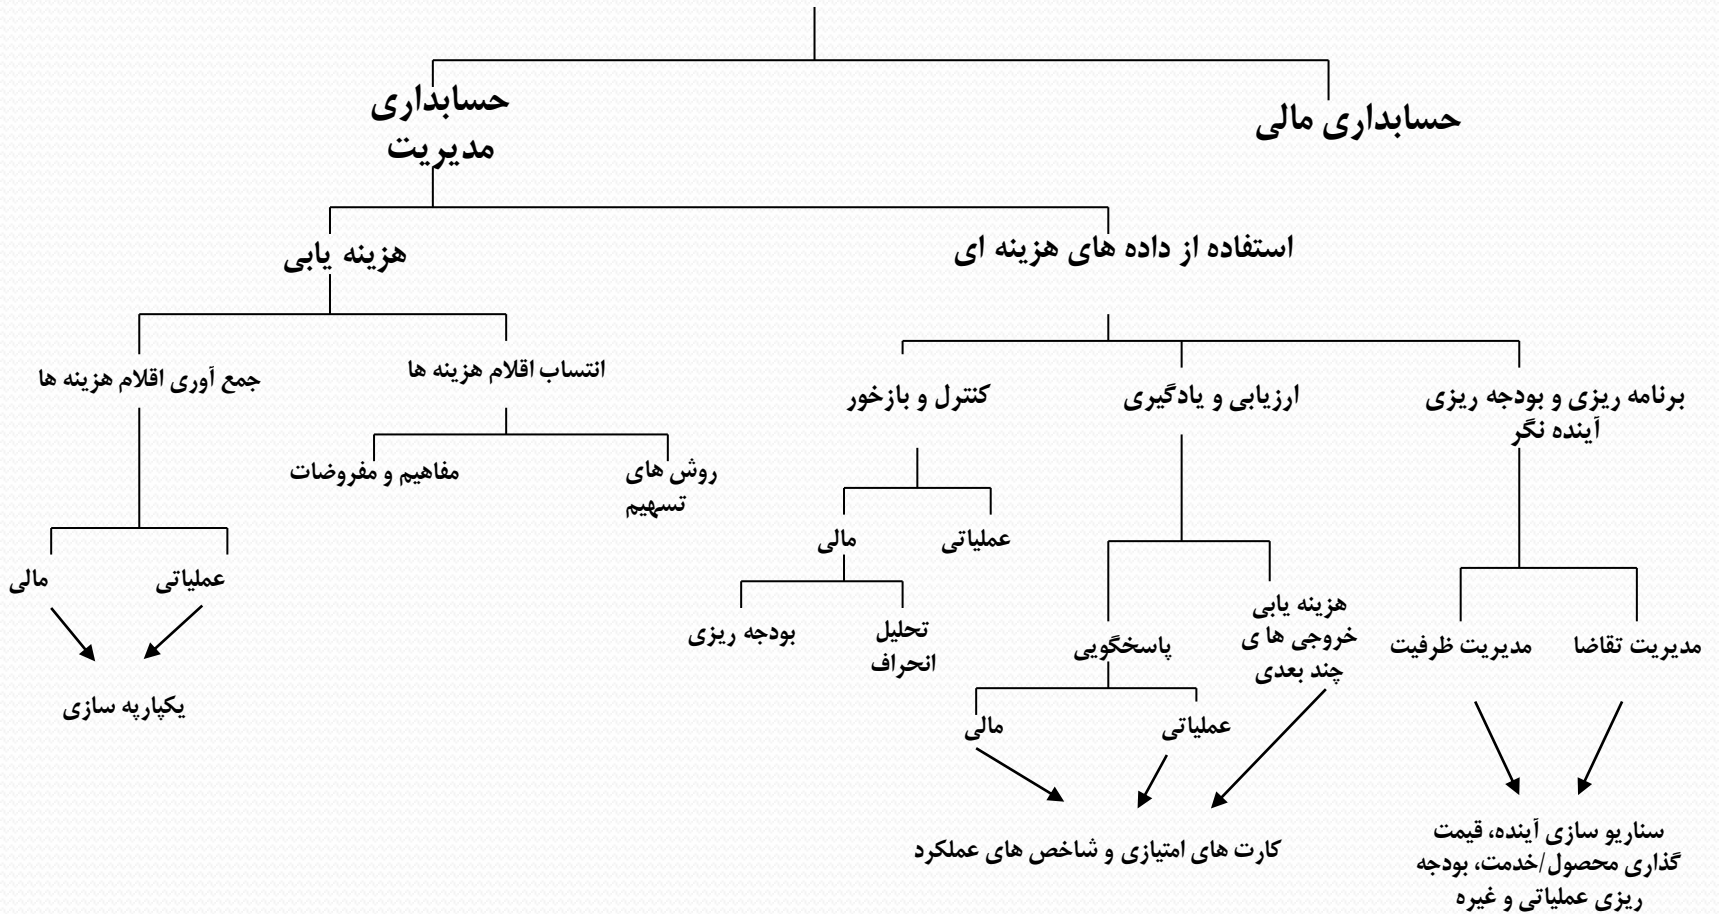 حسابداری مالی
حسابداری
مدیریت
استفاده از داده های هزینه ای
هزینه یابی
برنامه ریزی و بودجه ریزی
آینده نگر
ارزیابی و یادگیری
کنترل و بازخور
انتساب اقلام هزینه ها
جمع آوری اقلام هزینه ها
روش های
تسهیم
مفاهیم و مفروضات
عملیاتی
مالی
عملیاتی
مالی
مدیریت تقاضا
مدیریت ظرفیت
هزینه یابی
خروجی ها ی
چند بعدی
پاسخگویی
تحلیل
انحراف
بودجه ریزی
یکپارپه سازی
عملیاتی
مالی
سناریو سازی آینده، قیمت
گذاری محصول/خدمت، بودجه
ریزی عملیاتی و غیره
کارت های امتیازی و شاخص های عملکرد